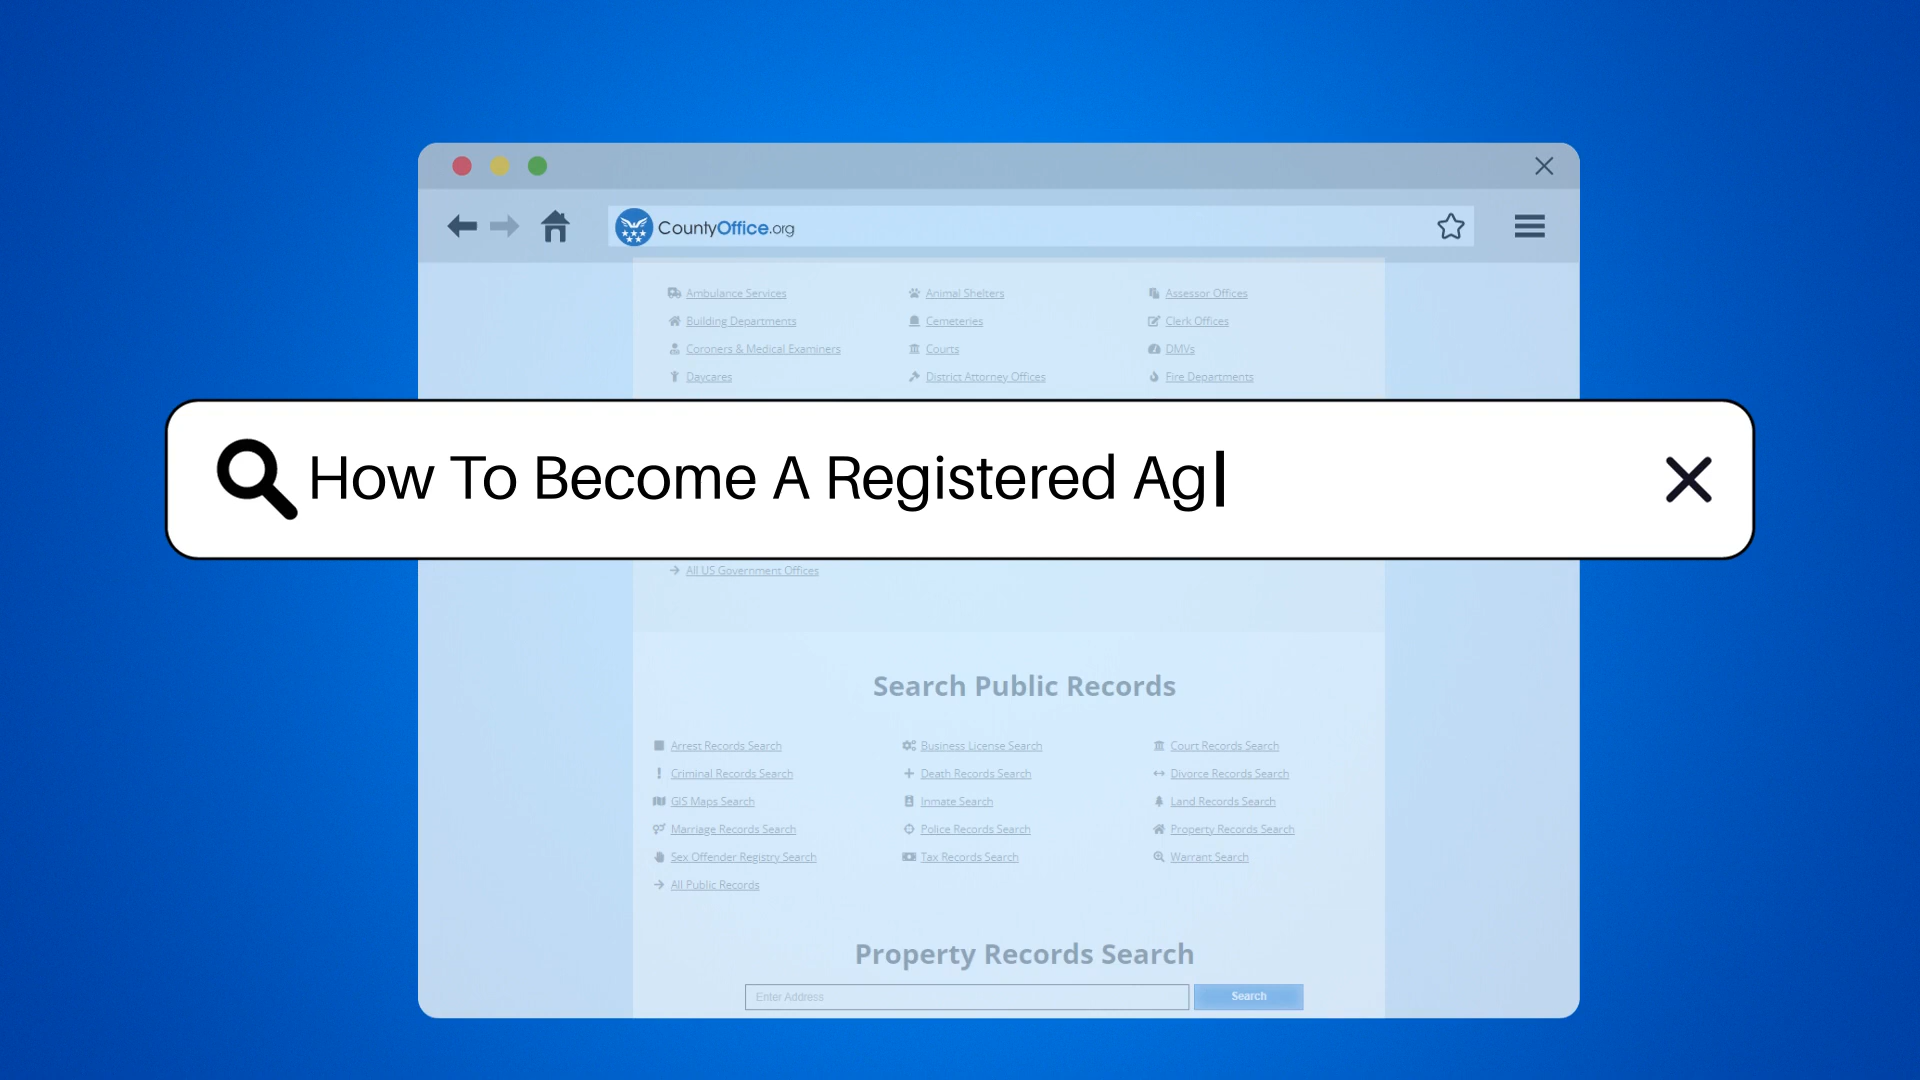 CountyOffice.org
Ambulance Services Animal Shelters Assessor Offices
Building Departments Cemeteries Clerk Offices
Coroners & Medical Examiners Courts DMVs
Daycares District Attorney Offices Fire Departments
How To Become A Registered Ag
All US Government Offices
Search Public Records
Arrest Records Search Business License Search Court Records Search
Criminal Records Search Death Records Search Divorce Records Search
GIS Maps Search Inmate Search Land Records Search
Marriage Records Search Police Records Search Property Records Search
Sex Offender Registry Search Tax Records Search Warrant Search
All Public Records
Property Records Search
Enter Address Search